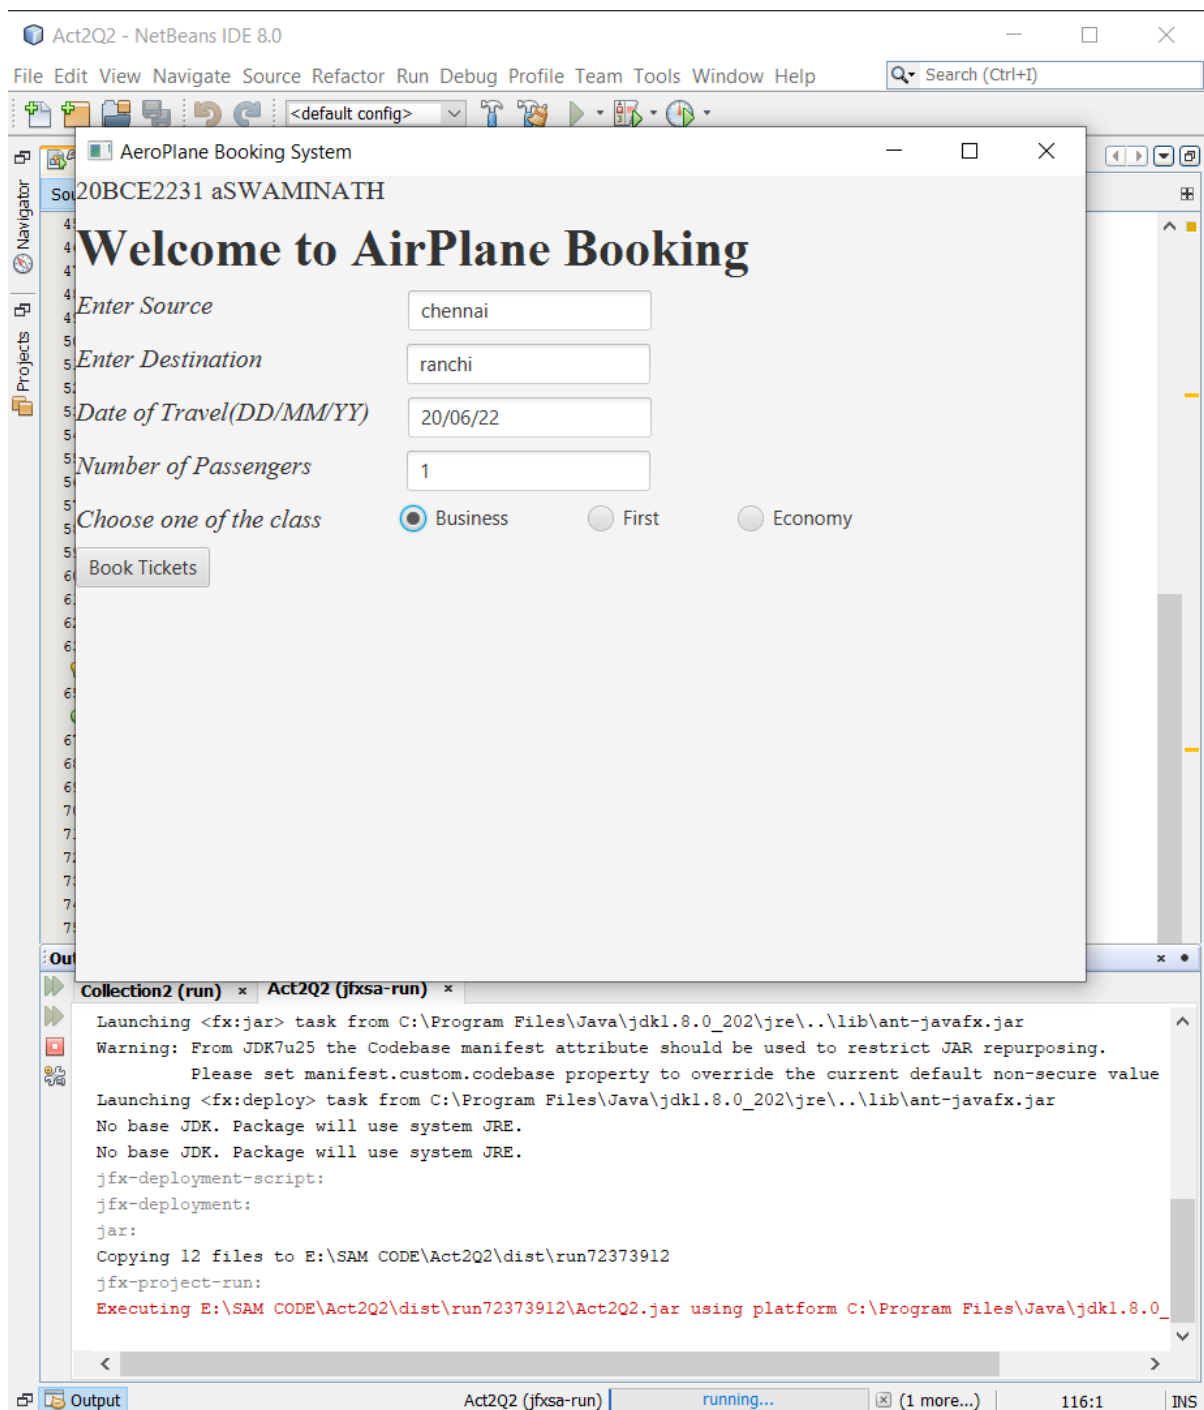 Act2Q2 - NetBeans IDE 8.0
File Edit View Navigate Source Refactor Run Debug Profile Team Tools Window Help
Search (Ctrl+I)
<default config>
AeroPlane Booking System
Navigator
Projects
20BCE2231 aSWAMINATH
Welcome to AirPlane Booking
Enter Source chennai
Enter Destination ranchi
Date of Travel(DD/MM/YY) 20/06/22
Number of Passengers 1
Choose one of the class Business First Economy
Book Tickets
Collection2 (run) Act2Q2 (jfxsa-run)
Launching <fx:jar> task from C:\Program Files\Java\jdk1.8.0_202\jre\..\lib\ant-javafx.jar
Warning: From JDK7u25 the Codebase manifest attribute should be used to restrict JAR repurposing.
Please set manifest.custom.codebase property to override the current default non-secure value
Launching <fx:deploy> task from C:\Program Files\Java\jdk1.8.0_202\jre\..\lib\ant-javafx.jar
No base JDK. Package will use system JRE.
No base JDK. Package will use system JRE.
jfx-deployment-script:
jfx-deployment:
jar:
Copying 12 files to E:\SAM CODE\Act2Q2\dist\run72373912
jfx-project-run:
Executing E:\SAM CODE\Act2Q2\dist\run72373912\Act2Q2.jar using platform C:\Program Files\Java\jdk1.8.0_
Output Act2Q2 (jfxsa-run) running... (1 more...) 116:1 INS